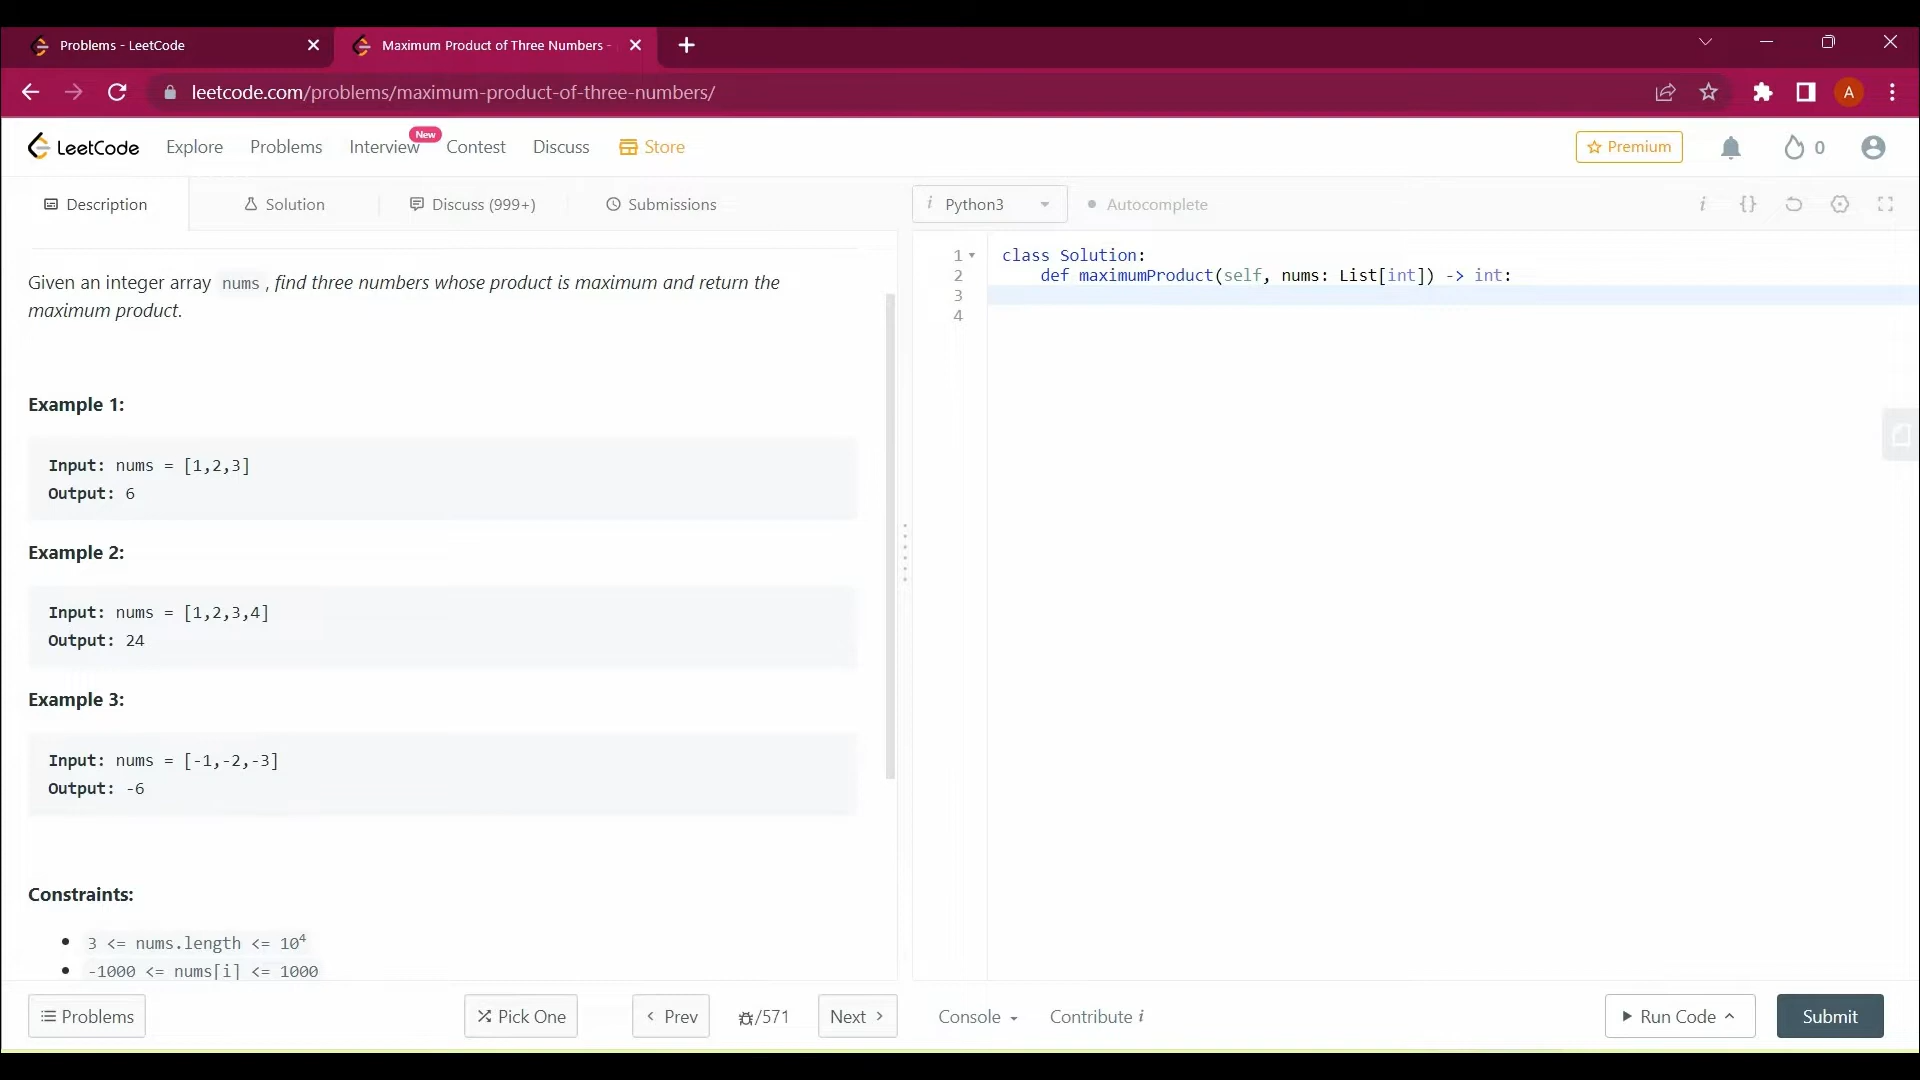 Problems - LeetCode
Maximum Product of Three Numbers -
leetcode.com/problems/maximum-product-of-three-numbers/
A
LeetCode Explore Problems Interview New Contest Discuss Store Premium 0
Description Solution Discuss (999+) Submissions
Given an integer array nums, find three numbers whose product is maximum and return the
maximum product.
Example 1:
Input: nums = [1,2,3]
Output: 6
Example 2:
Input: nums = [1,2,3,4]
Output: 24
Example 3:
Input: nums = [-1,-2,-3]
Output: -6
Constraints:
3 <= nums.length <= 10⁴
-1000 <= nums[i] <= 1000
i Python3 Autocomplete i {}
1 class Solution:
2 def maximumProduct(self, nums: List[int]) -> int:
3
4
Problems Pick One < Prev /571 Next > Console Contribute i Run Code Submit